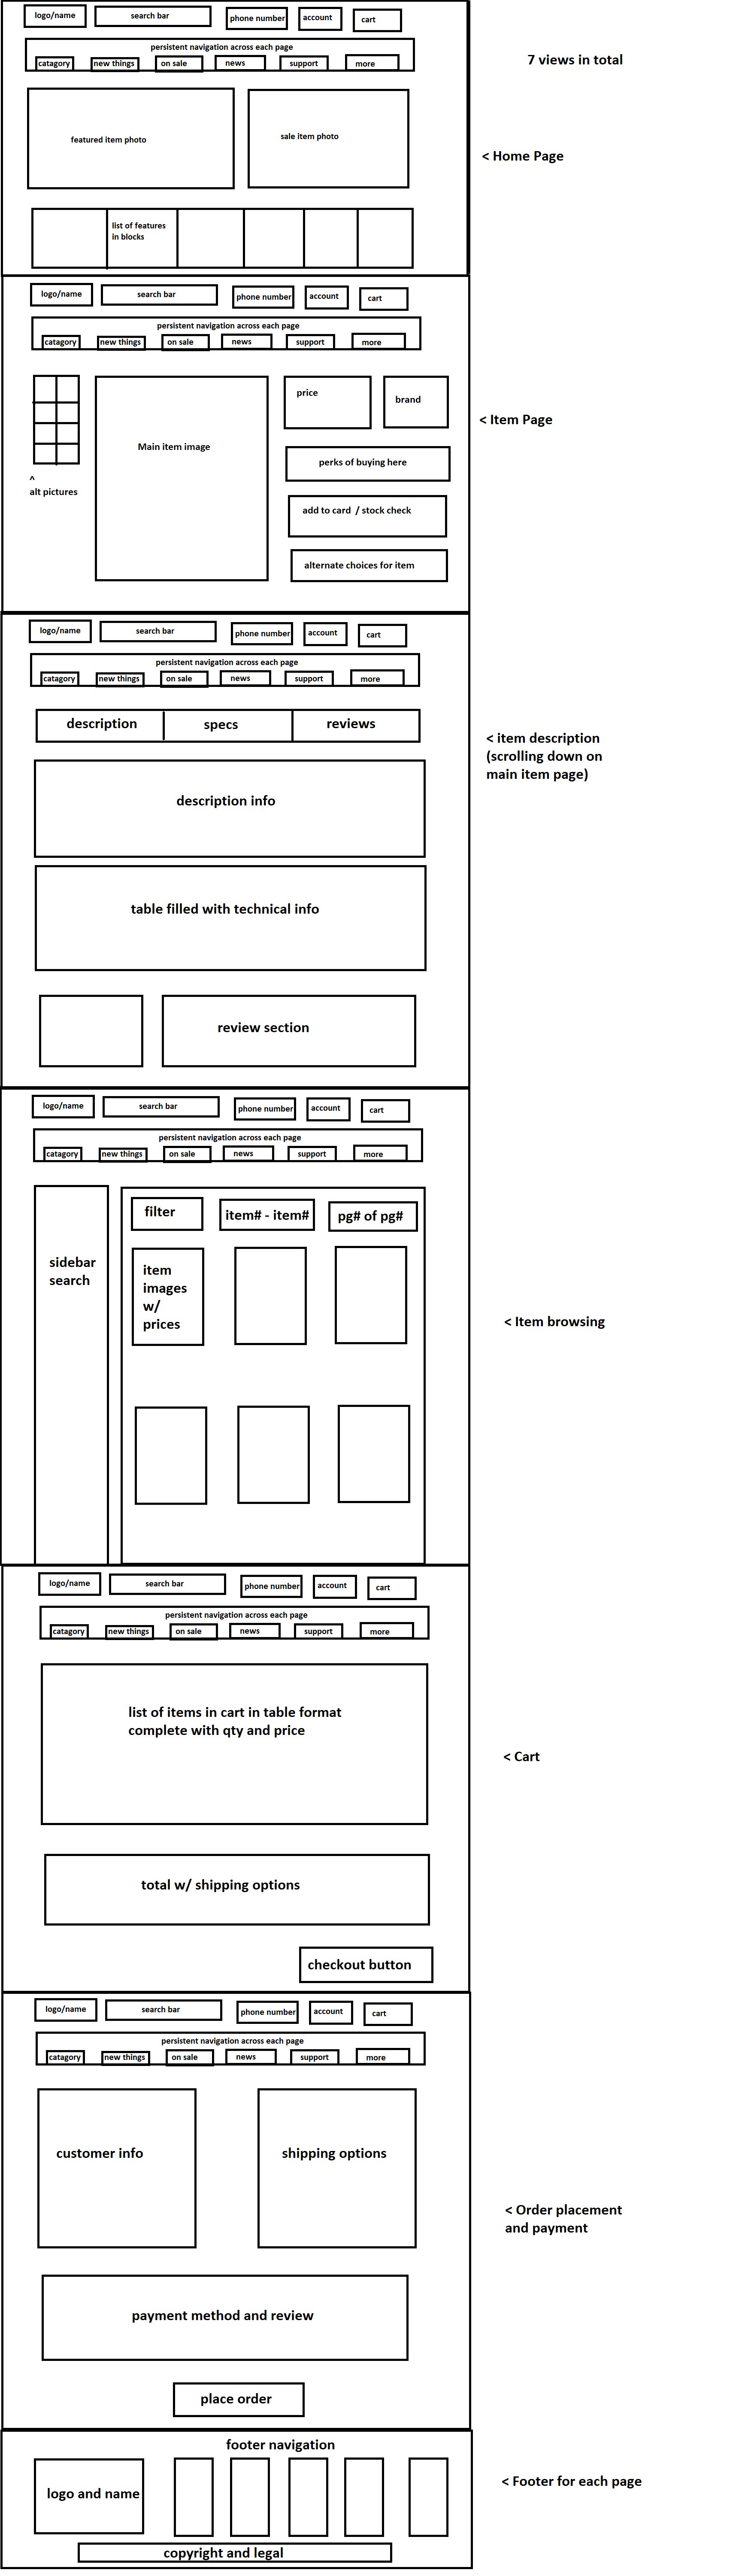 logo/name
search bar
phone number
account
cart
persistent navigation across each page
catagory
new things
on sale
news
support
more
7 views in total
featured item photo
sale item photo
< Home Page
list of features
in blocks
logo/name
search bar
phone number
account
cart
persistent navigation across each page
catagory
new things
on sale
news
support
more
price
brand
< Item Page
Main item image
perks of buying here
^
alt pictures
add to card / stock check
alternate choices for item
logo/name
search bar
phone number
account
cart
persistent navigation across each page
catagory
new things
on sale
news
support
more
description
specs
reviews
< item description
(scrolling down on
main item page)
description info
table filled with technical info
review section
logo/name
search bar
phone number
account
cart
persistent navigation across each page
catagory
new things
on sale
news
support
more
sidebar
search
filter
item# - item#
pg# of pg#
item
images
w/
prices
< Item browsing
logo/name
search bar
phone number
account
cart
persistent navigation across each page
catagory
new things
on sale
news
support
more
list of items in cart in table format
complete with qty and price
< Cart
total w/ shipping options
checkout button
logo/name
search bar
phone number
account
cart
persistent navigation across each page
catagory
new things
on sale
news
support
more
customer info
shipping options
< Order placement
and payment
payment method and review
place order
footer navigation
logo and name
< Footer for each page
copyright and legal